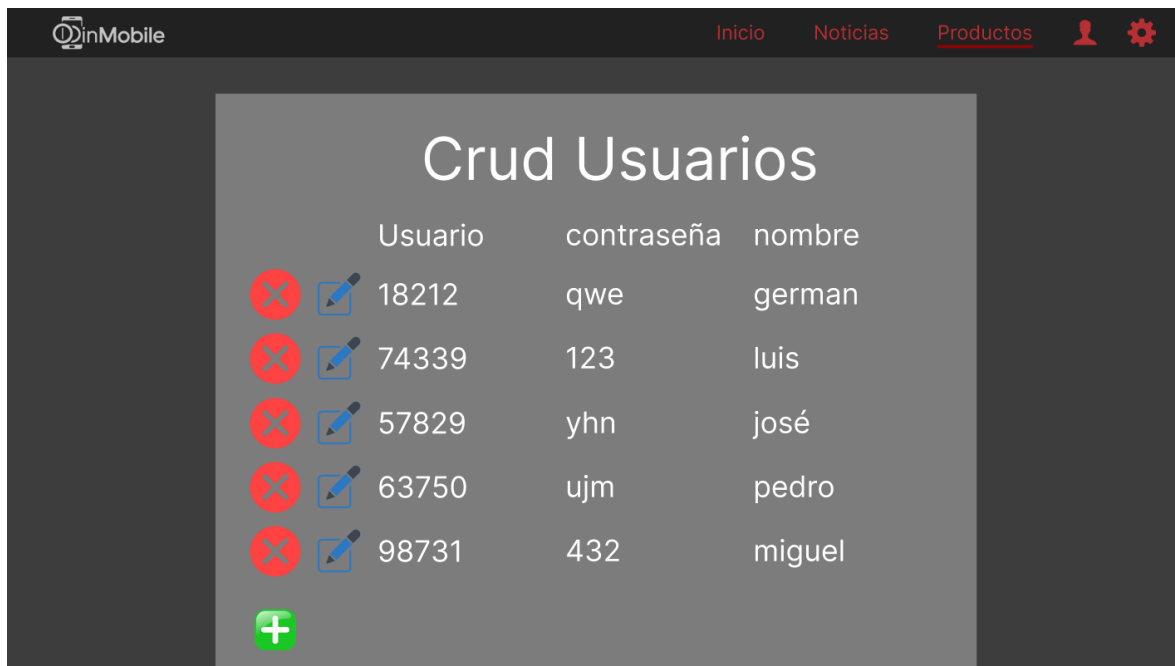 OdinMobile Inicio Noticias Productos
Crud Usuarios
Usuario contraseña nombre
18212 qwe german
74339 123 luis
57829 yhn josé
63750 ujm pedro
98731 432 miguel